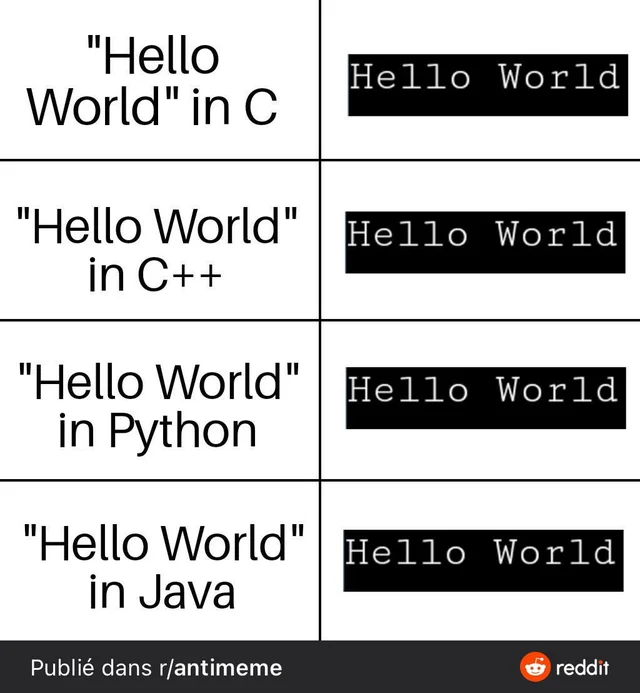 "Hello
World" in C
Hello World
"Hello World"
in C++
Hello World
"Hello World"
in Python
Hello World
"Hello World"
in Java
Hello World
Publié dans r/antimeme
reddit